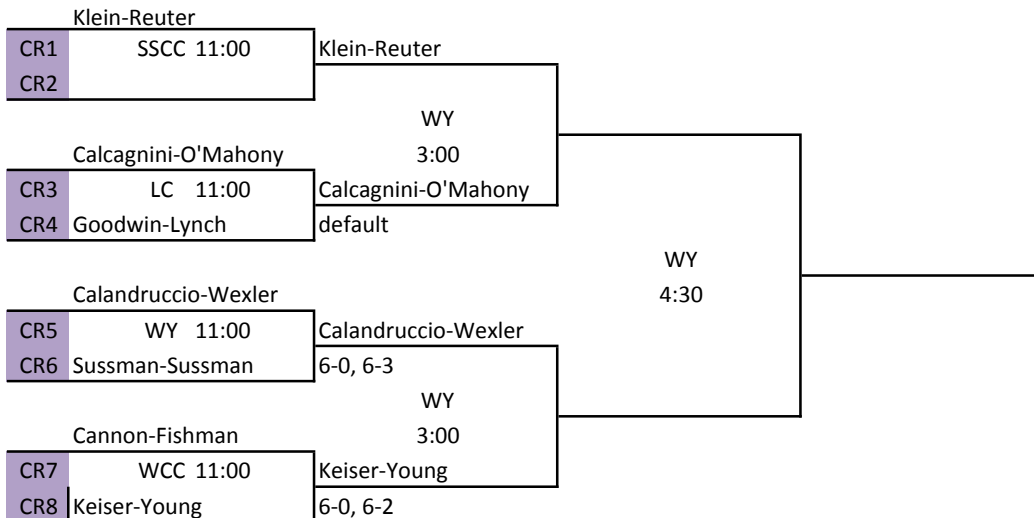 Klein-Reuter
CR1 SSCC 11:00 Klein-Reuter
CR2
WY
Calcagnini-O'Mahony 3:00
CR3 LC 11:00 Calcagnini-O'Mahony
CR4 Goodwin-Lynch default
WY
Calandruccio-Wexler 4:30
CR5 WY 11:00 Calandruccio-Wexler
CR6 Sussman-Sussman 6-0, 6-3
WY
Cannon-Fishman 3:00
CR7 WCC 11:00 Keiser-Young
CR8 Keiser-Young 6-0, 6-2